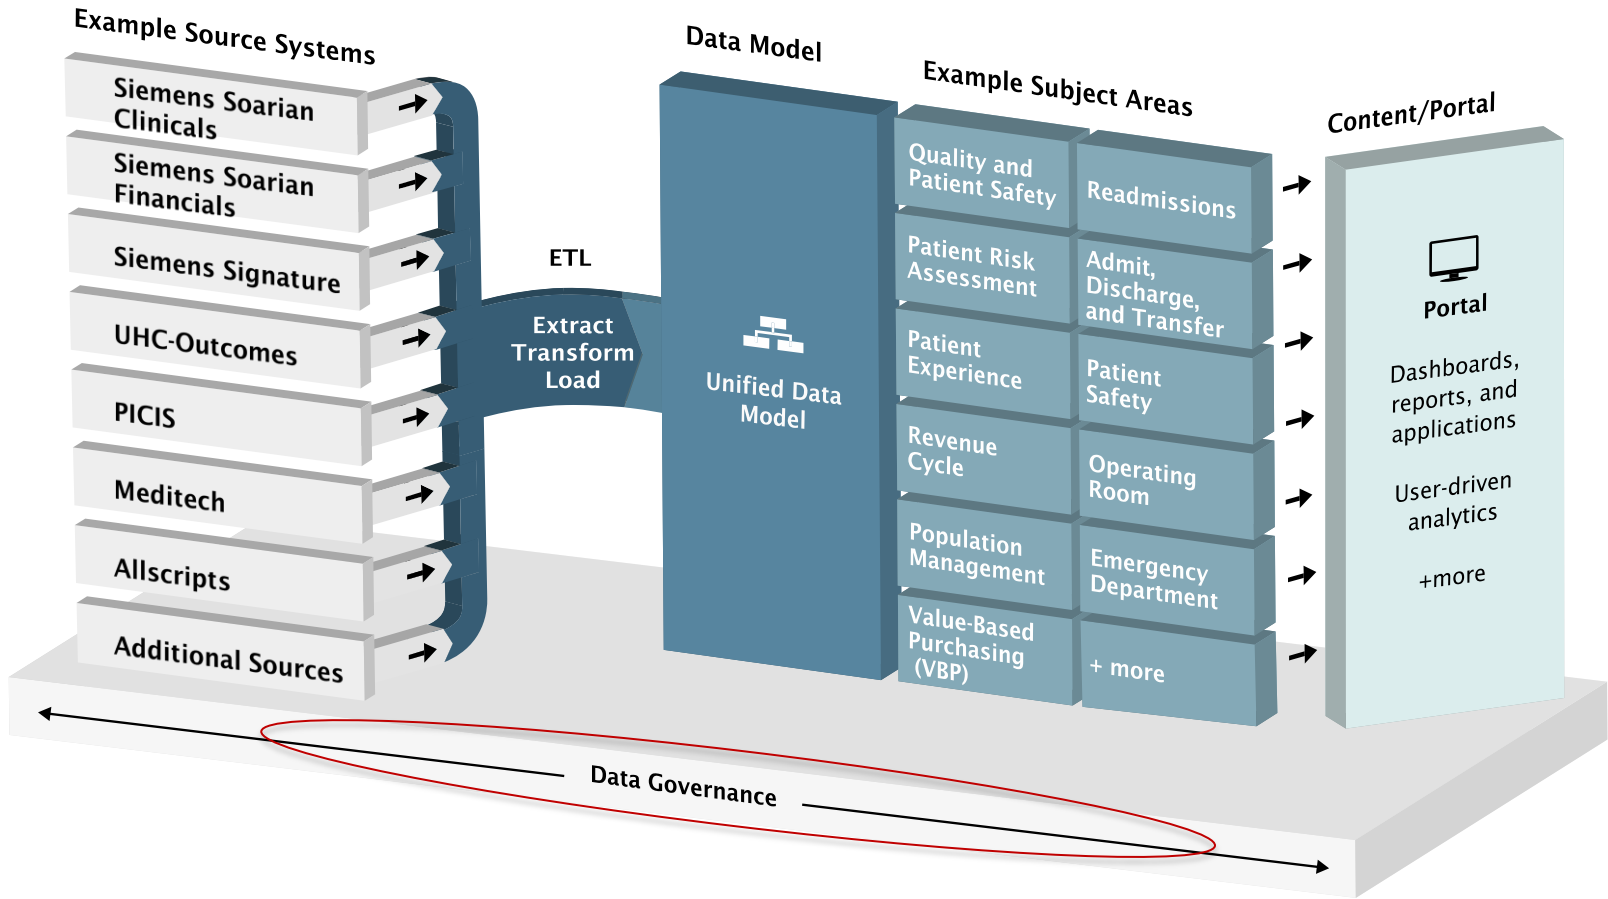 Example Source Systems
Siemens Soarian
Clinicals
Siemens Soarian
Financials
Siemens Signature
UHC-Outcomes
PICIS
Meditech
Allscripts
Additional Sources
ETL
Extract
Transform
Load
Data Model
Unified Data
Model
Example Subject Areas
Quality and
Patient Safety
Readmissions
Patient Risk
Assessment
Admit,
Discharge,
and Transfer
Patient
Experience
Patient
Safety
Revenue
Cycle
Operating
Room
Population
Management
Emergency
Department
Value-Based
Purchasing
(VBP)
+ more
Content/Portal
Portal
Dashboards,
reports, and
applications
User-driven
analytics
+more
Data Governance